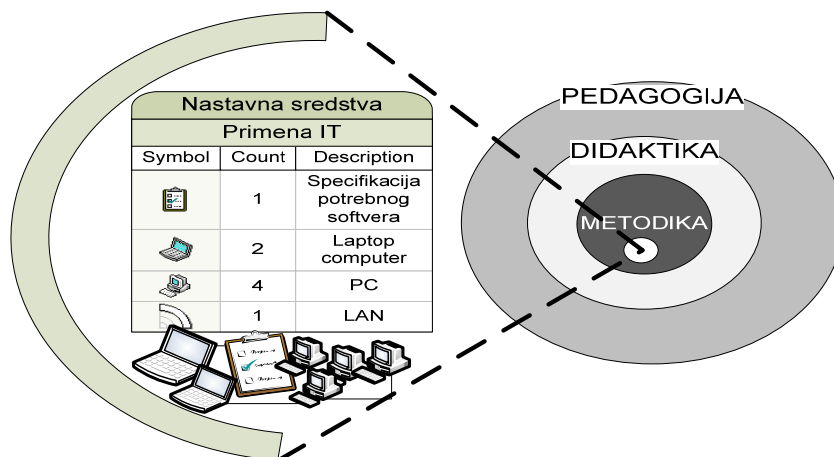 Nastavna sredstva
Primena IT
Symbol Count Description
1 Specifikacija
potrebnog
softvera
2 Laptop
computer
4 PC
1 LAN
PEDAGOGIJA
DIDAKTIKA
METODIKA